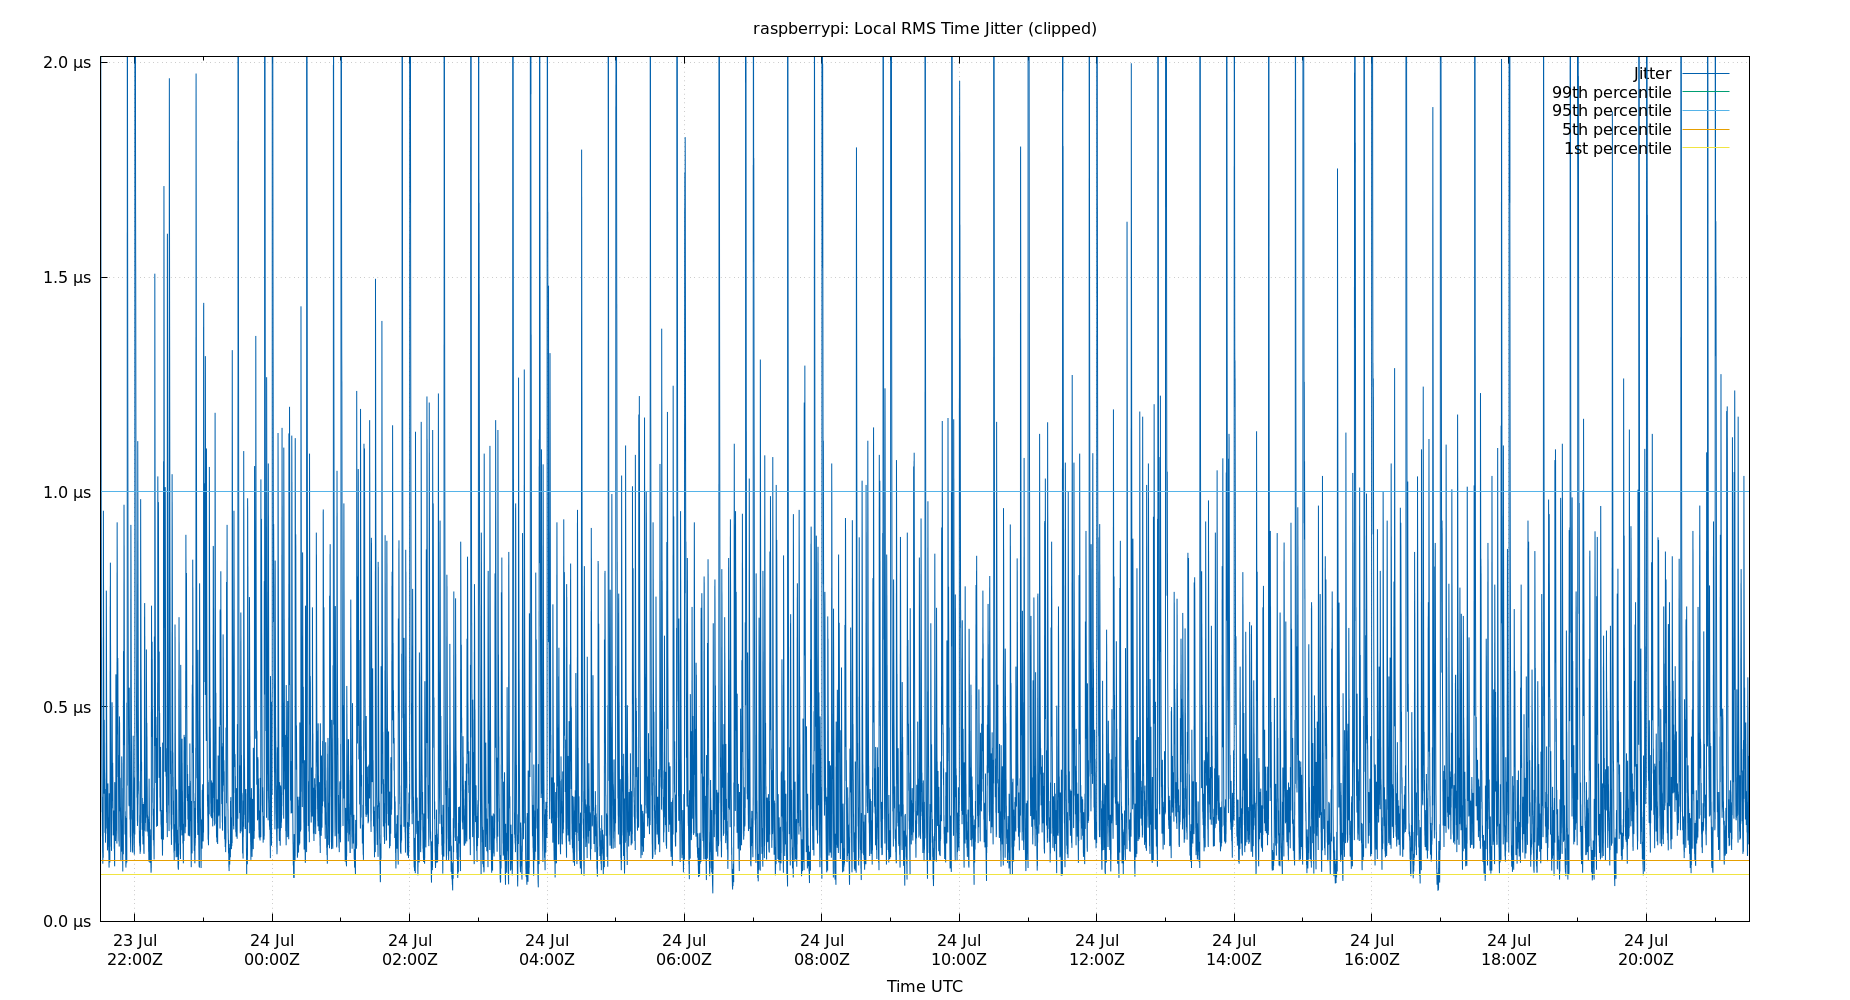 raspberrypi: Local RMS Time Jitter (clipped)
2.0 µs
1.5 µs
1.0 µs
0.5 µs
0.0 µs
Jitter
99th percentile
95th percentile
5th percentile
1st percentile
23 Jul 24 Jul 24 Jul 24 Jul 24 Jul 24 Jul 24 Jul 24 Jul 24 Jul 24 Jul 24 Jul 24 Jul
22:00Z 00:00Z 02:00Z 04:00Z 06:00Z 08:00Z 10:00Z 12:00Z 14:00Z 16:00Z 18:00Z 20:00Z
Time UTC